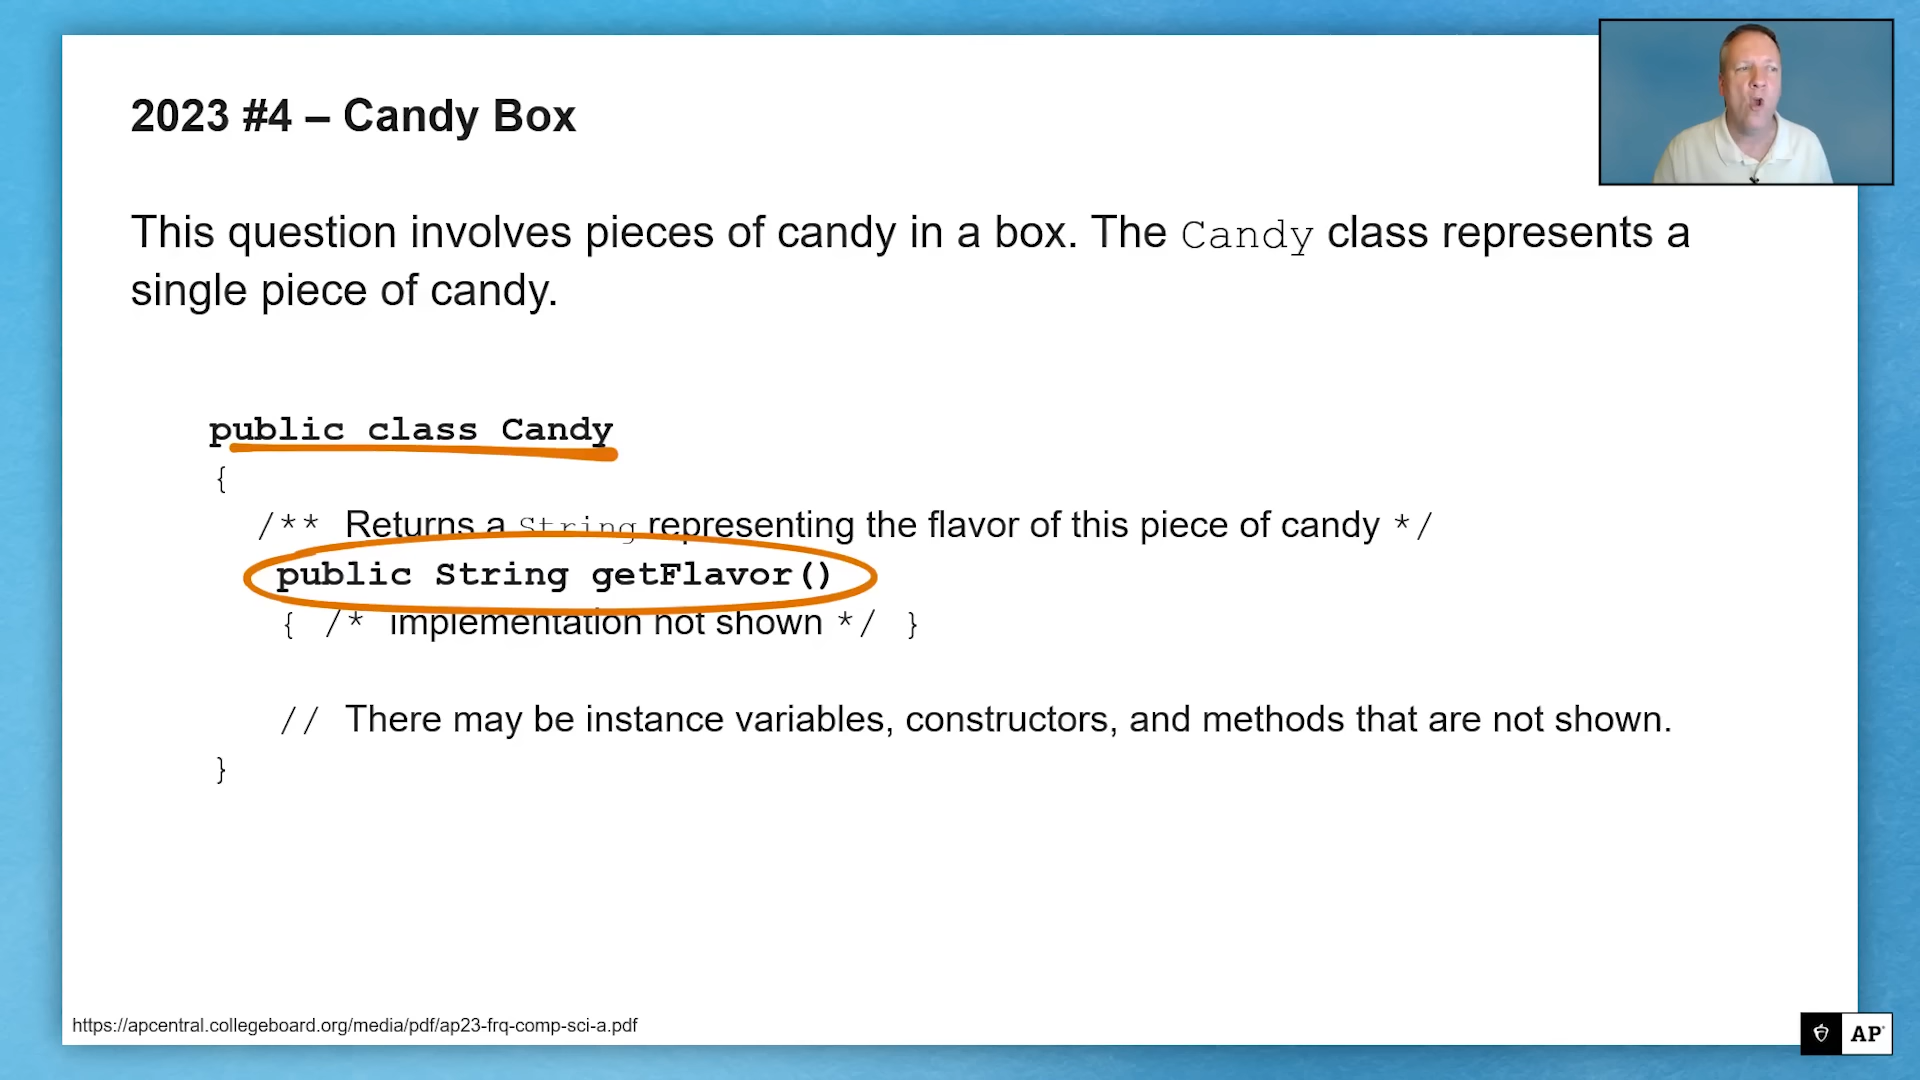 2023 #4 – Candy Box
This question involves pieces of candy in a box. The Candy class represents a
single piece of candy.
public class Candy
{
/** Returns a String representing the flavor of this piece of candy */
public String getFlavor()
{ /* implementation not shown */ }
// There may be instance variables, constructors, and methods that are not shown.
}
https://apcentral.collegeboard.org/media/pdf/ap23-frq-comp-sci-a.pdf
AP